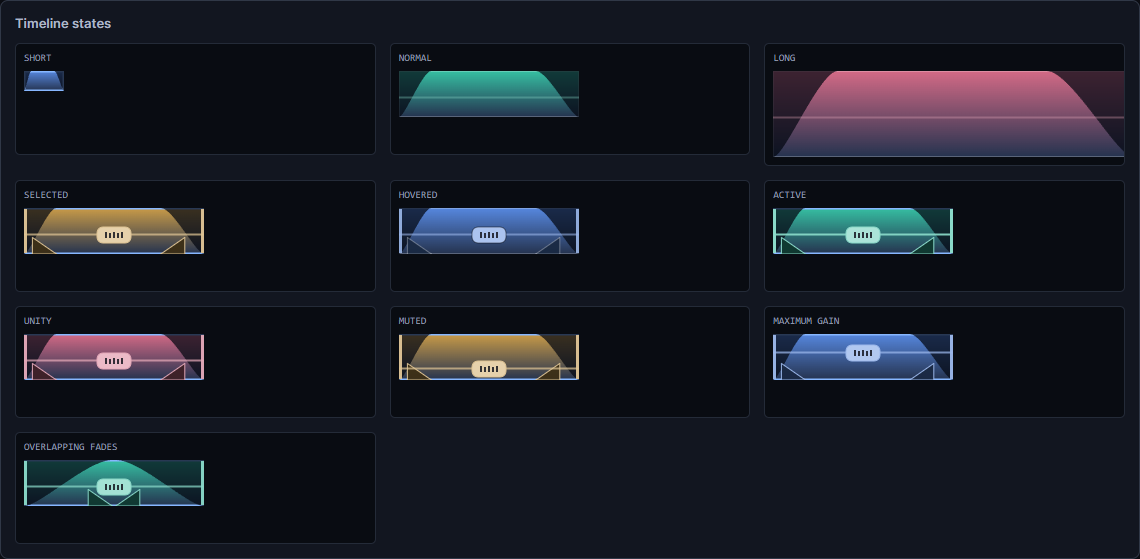 Timeline states
SHORT
NORMAL
LONG
SELECTED
HOVERED
ACTIVE
UNITY
MUTED
MAXIMUM GAIN
OVERLAPPING FADES